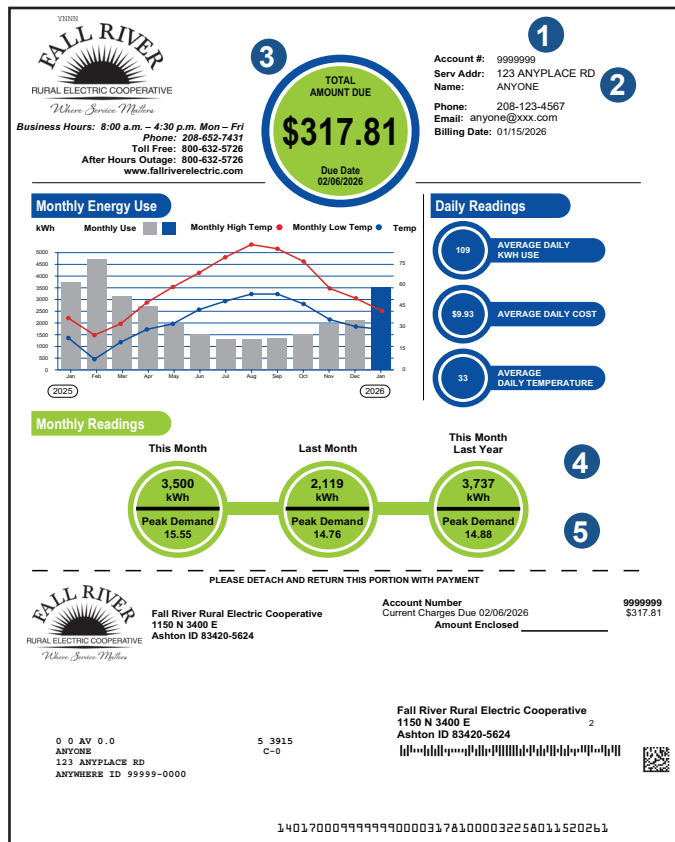 YNNN
FALL RIVER
RURAL ELECTRIC COOPERATIVE
Where Service Matters
Business Hours: 8:00 a.m. – 4:30 p.m. Mon – Fri
Phone: 208-652-7431
Toll Free: 800-632-5726
After Hours Outage: 800-632-5726
www.fallriverelectric.com
3
TOTAL
AMOUNT DUE
$317.81
Due Date
02/06/2026
1
2
Account #: 9999999
Serv Addr: 123 ANYPLACE RD
Name: ANYONE
Phone: 208-123-4567
Email: anyone@xxx.com
Billing Date: 01/15/2026
Monthly Energy Use
kWh Monthly Use Monthly High Temp Monthly Low Temp Temp
5000
4500
4000
3500
3000
2500
2000
1500
1000
500
0
75
60
45
30
15
0
Jan Feb Mar Apr May Jun Jul Aug Sep Oct Nov Dec Jan
2025 2026
Daily Readings
109 AVERAGE DAILY
KWH USE
$9.93 AVERAGE DAILY COST
33 AVERAGE
DAILY TEMPERATURE
Monthly Readings
This Month
3,500
kWh
Peak Demand
15.55
Last Month
2,119
kWh
Peak Demand
14.76
This Month
Last Year
3,737
kWh
Peak Demand
14.88
4
5
PLEASE DETACH AND RETURN THIS PORTION WITH PAYMENT
FALL RIVER
RURAL ELECTRIC COOPERATIVE
Where Service Matters
Fall River Rural Electric Cooperative
1150 N 3400 E
Ashton ID 83420-5624
Account Number 9999999
Current Charges Due 02/06/2026 $317.81
Amount Enclosed
Fall River Rural Electric Cooperative
1150 N 3400 E 2
Ashton ID 83420-5624
0 0 AV 0.0 5 3915
ANYONE C-0
123 ANYPLACE RD
ANYWHERE ID 99999-0000
1401700099999999000031781000032258011520261